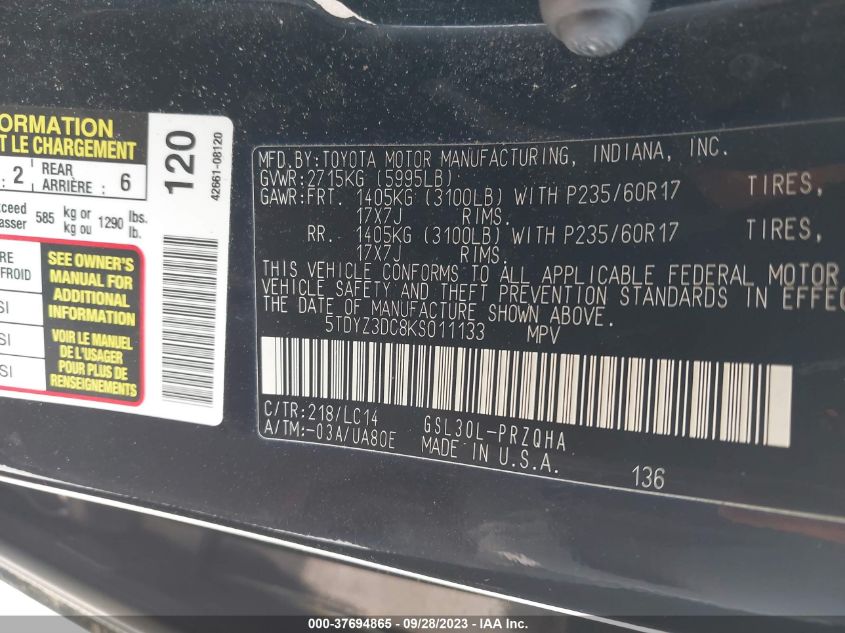 ORMATION
T LE CHARGEMENT
2 REAR ARRIÈRE : 6
xceed
asser 585 kg or kg ou 1290 lbs. lb.
RE
FROID
SI
SI
SI
SEE OWNER'S
MANUAL FOR
ADDITIONAL
INFORMATION
VOIR LE MANUEL
DE L'USAGER
POUR PLUS DE
RENSEIGNEMENTS
120
42661-08120
MFD.BY:TOYOTA MOTOR MANUFACTURING, INDIANA, INC.
GVWR:2715KG (5995LB)
GAWR:FRT. 1405KG (3100LB) WITH P235/60R17 TIRES,
17X7J RIMS.
RR. 1405KG (3100LB) WITH P235/60R17 TIRES,
17X7J RIMS.
THIS VEHICLE CONFORMS TO ALL APPLICABLE FEDERAL MOTOR
VEHICLE SAFETY AND THEFT PREVENTION STANDARDS IN EFFEC
THE DATE OF MANUFACTURE SHOWN ABOVE.
5TDYZ3DC8KS011133 MPV
C/TR:218/LC14 GSL30L-PRZQHA
A/TM:-03A/UA80E MADE IN U.S.A.
136
000-37694865 - 09/28/2023 - IAAI.COM